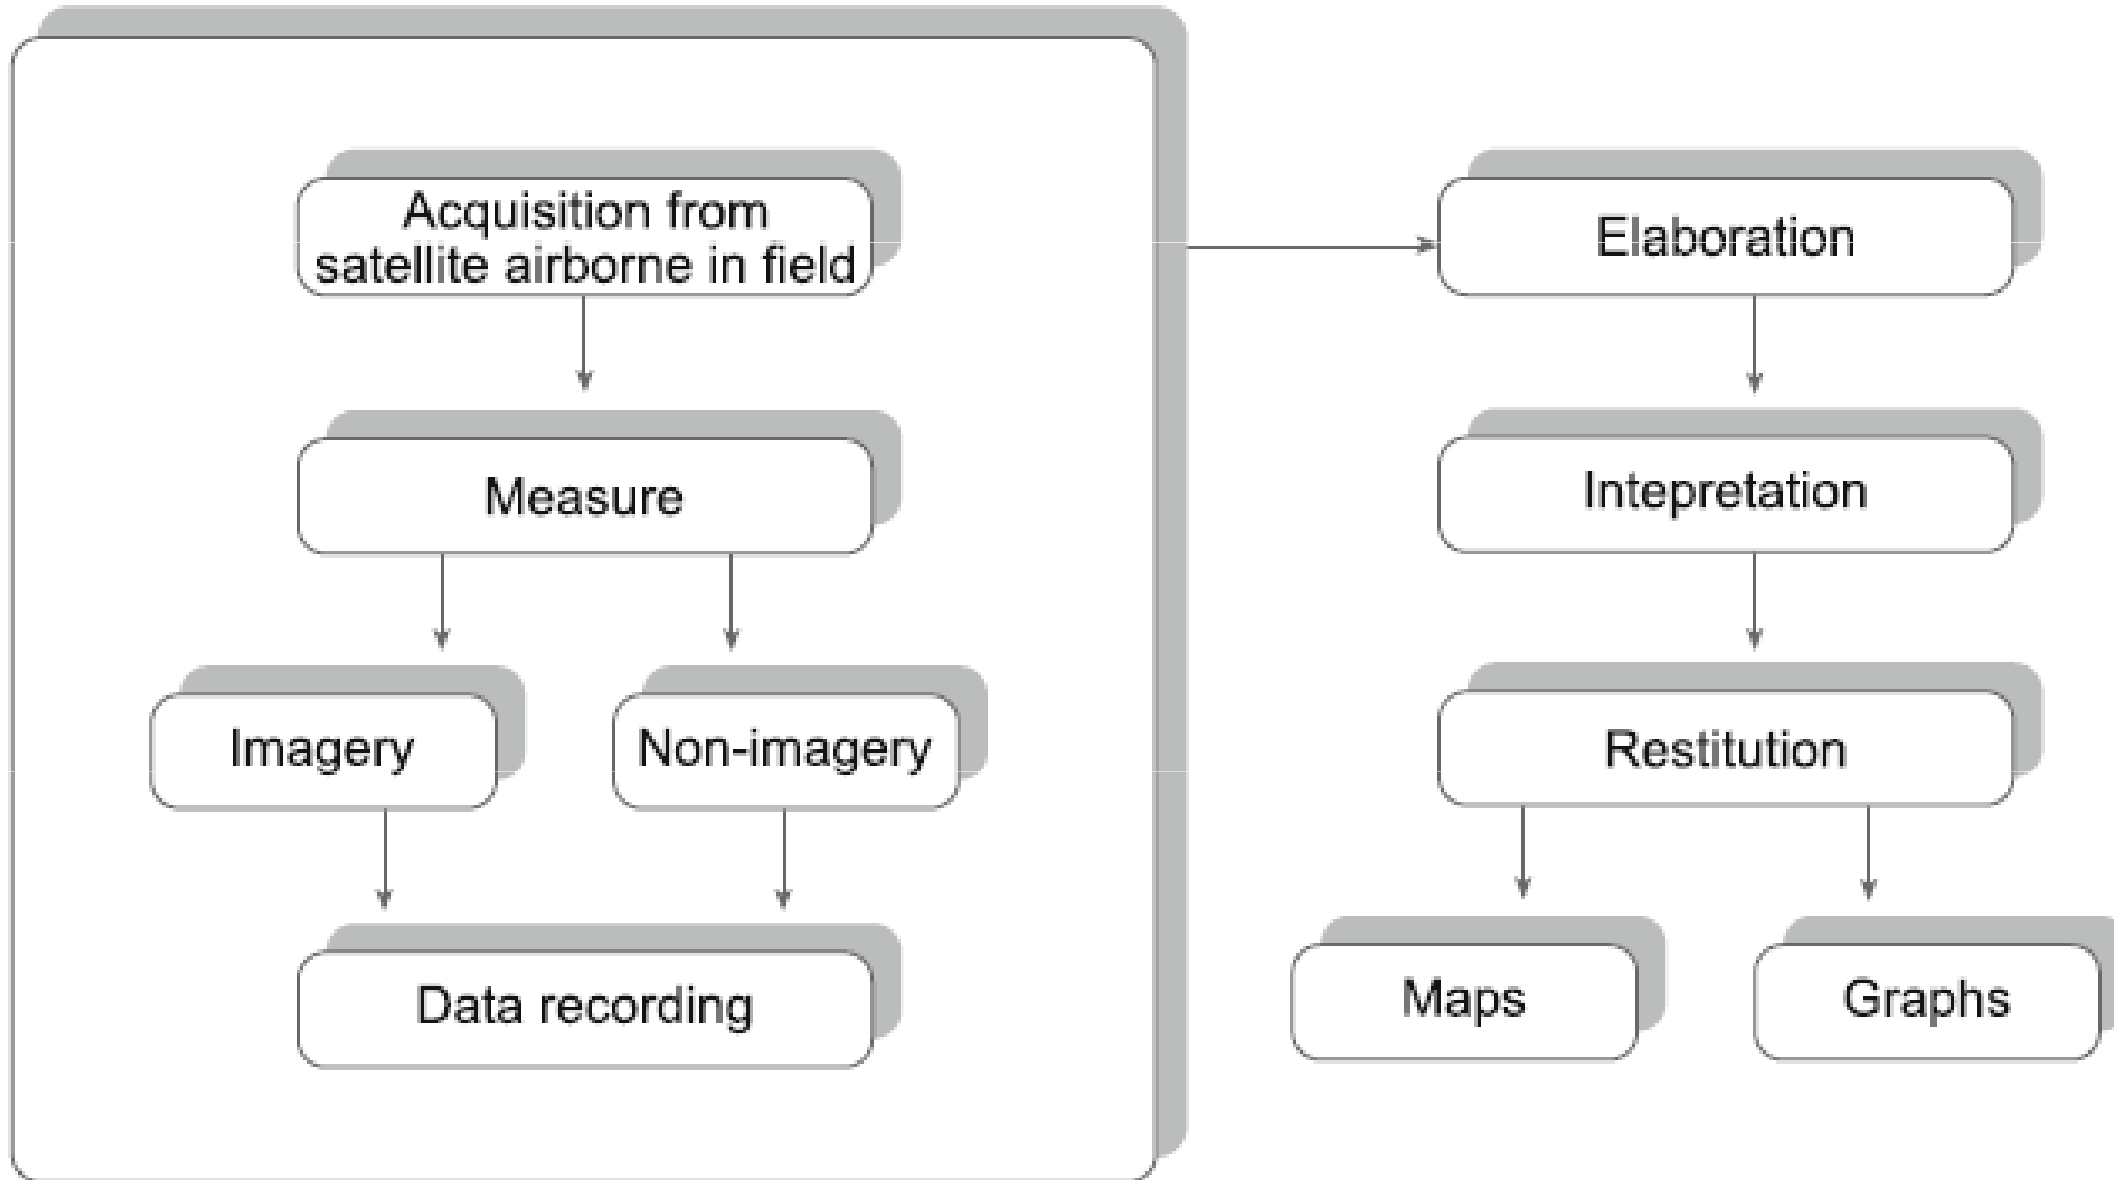 Acquisition from
satellite airborne in field
Measure
Imagery
Non-imagery
Data recording
Elaboration
Intepretation
Restitution
Maps
Graphs